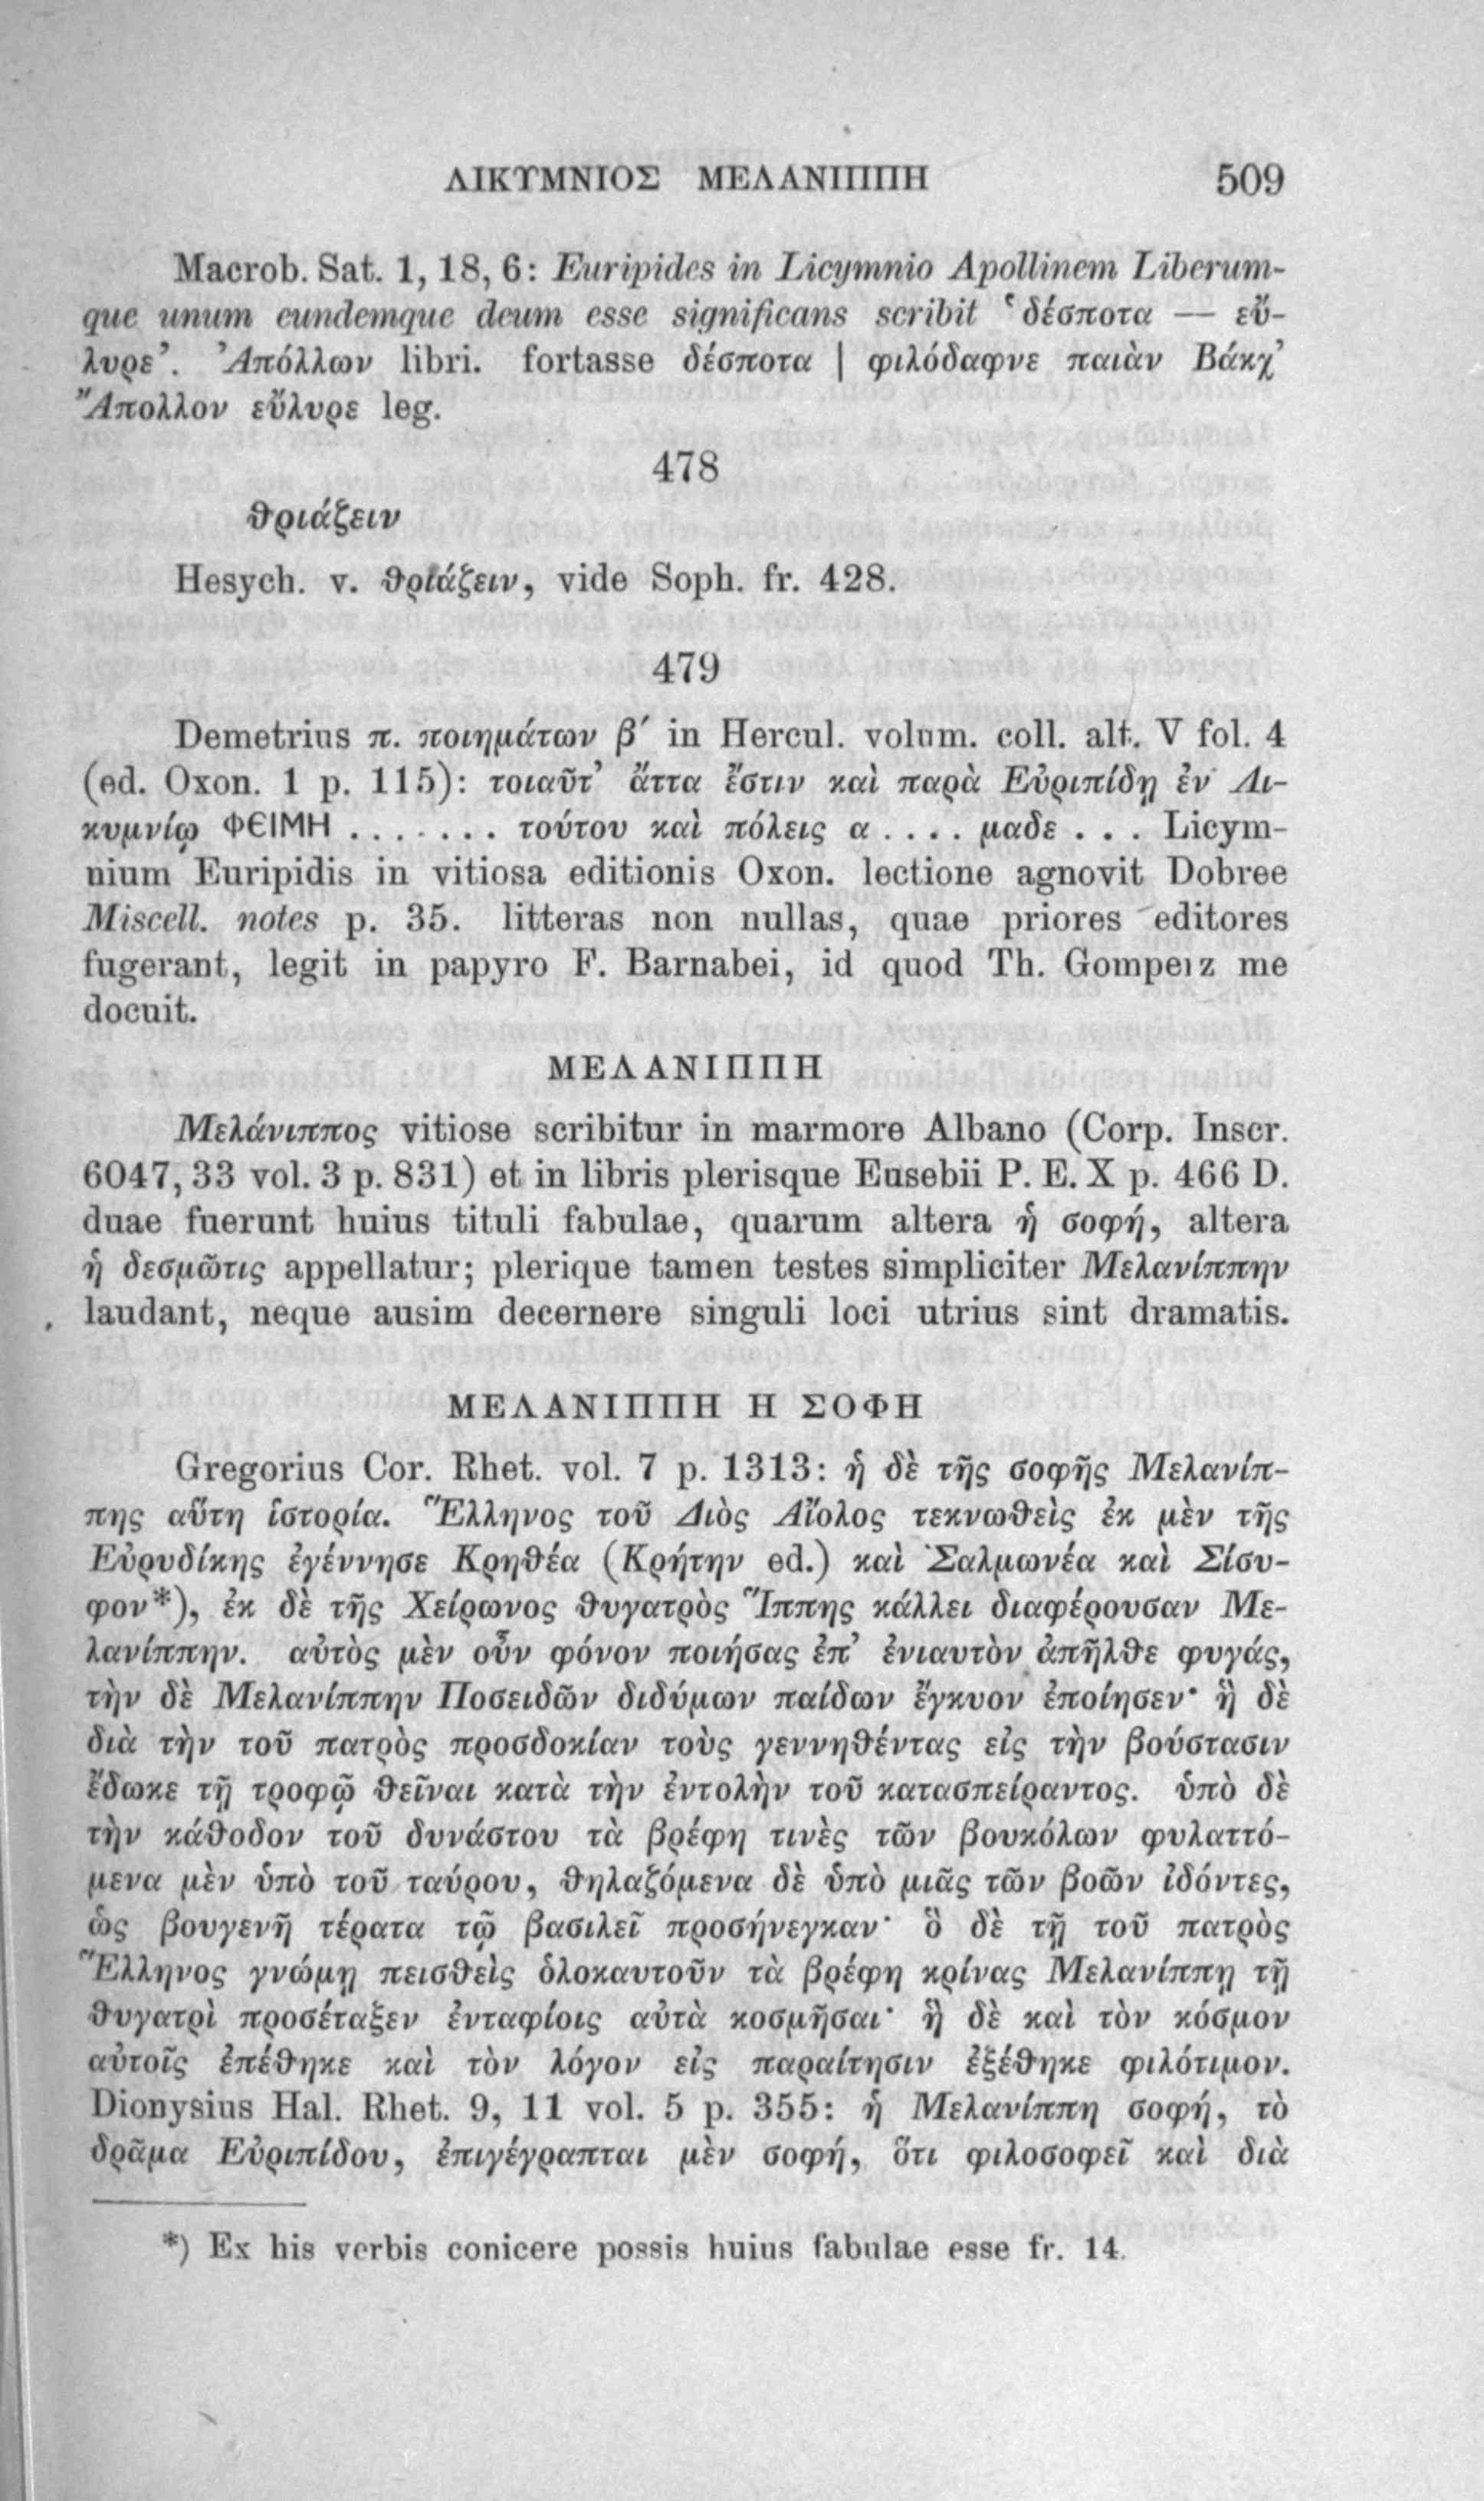 ΛΙΚΥΜΝΙΟΣ ΜΕΛΑΝΙΠΠΗ 509
Macrob. Sat. 1, 18, 6: Euripides in Licymnio Apollinem Liberum-
que unum eundemque deum esse significans scribit ‘δέσποτα — εὔ-
λυρε’. Ἀπόλλων libri. fortasse δέσποτα | φιλόδαφνε παιὰν Βάκχ’
Ἄπολλον εὔλυρε leg.
478
θριάζειν
Hesych. v. θριάζειν, vide Soph. fr. 428.
479
Demetrius π. ποιημάτων β′ in Hercul. volum. coll. alt. V fol. 4
(ed. Oxon. 1 p. 115): τοιαῦτ’ ἄττα ἔστιν καὶ παρὰ Εὐριπίδῃ ἐν Λι-
κυμνίῳ ΦΕΙΜΗ ....... τούτου καὶ πόλεις α .... μαδε ... Licym-
nium Euripidis in vitiosa editionis Oxon. lectione agnovit Dobree
Miscell. notes p. 35. litteras non nullas, quae priores editores
fugerant, legit in papyro F. Barnabei, id quod Th. Gomperz me
docuit.
ΜΕΛΑΝΙΠΠΗ
Μελάνιππος vitiose scribitur in marmore Albano (Corp. Inscr.
6047, 33 vol. 3 p. 831) et in libris plerisque Eusebii P. E. X p. 466 D.
duae fuerunt huius tituli fabulae, quarum altera ἡ σοφή, altera
ἡ δεσμῶτις appellatur; plerique tamen testes simpliciter Μελανίππην
laudant, neque ausim decernere singuli loci utrius sint dramatis.
ΜΕΛΑΝΙΠΠΗ Η ΣΟΦΗ
Gregorius Cor. Rhet. vol. 7 p. 1313: ἡ δὲ τῆς σοφῆς Μελανίπ-
πης αὕτη ἱστορία. Ἕλληνος τοῦ Διὸς Αἴολος τεκνωθεὶς ἐκ μὲν τῆς
Εὐρυδίκης ἐγέννησε Κρηθέα (Κρήτην ed.) καὶ Σαλμωνέα καὶ Σίσυ-
φον*), ἐκ δὲ τῆς Χείρωνος θυγατρὸς Ἵππης κάλλει διαφέρουσαν Με-
λανίππην. αὐτὸς μὲν οὖν φόνον ποιήσας ἐπ’ ἐνιαυτὸν ἀπῆλθε φυγάς,
τὴν δὲ Μελανίππην Ποσειδῶν διδύμων παίδων ἔγκυον ἐποίησεν· ἣ δὲ
διὰ τὴν τοῦ πατρὸς προσδοκίαν τοὺς γεννηθέντας εἰς τὴν βούστασιν
ἔδωκε τῇ τροφῷ θεῖναι κατὰ τὴν ἐντολὴν τοῦ κατασπείραντος. ὑπὸ δὲ
τὴν κάθοδον τοῦ δυνάστου τὰ βρέφη τινὲς τῶν βουκόλων φυλαττό-
μενα μὲν ὑπὸ τοῦ ταύρου, θηλαζόμενα δὲ ὑπὸ μιᾶς τῶν βοῶν ἰδόντες,
ὡς βουγενῆ τέρατα τῷ βασιλεῖ προσήνεγκαν· ὃ δὲ τῇ τοῦ πατρὸς
Ἕλληνος γνώμῃ πεισθεὶς ὁλοκαυτοῦν τὰ βρέφη κρίνας Μελανίππῃ τῇ
θυγατρὶ προσέταξεν ἐνταφίοις αὐτὰ κοσμῆσαι· ἣ δὲ καὶ τὸν κόσμον
αὐτοῖς ἐπέθηκε καὶ τὸν λόγον εἰς παραίτησιν ἐξέθηκε φιλότιμον.
Dionysius Hal. Rhet. 9, 11 vol. 5 p. 355: ἡ Μελανίππη σοφή, τὸ
δρᾶμα Εὐριπίδου, ἐπιγέγραπται μὲν σοφή, ὅτι φιλοσοφεῖ καὶ διὰ
*) Ex his verbis conicere possis huius fabulae esse fr. 14.